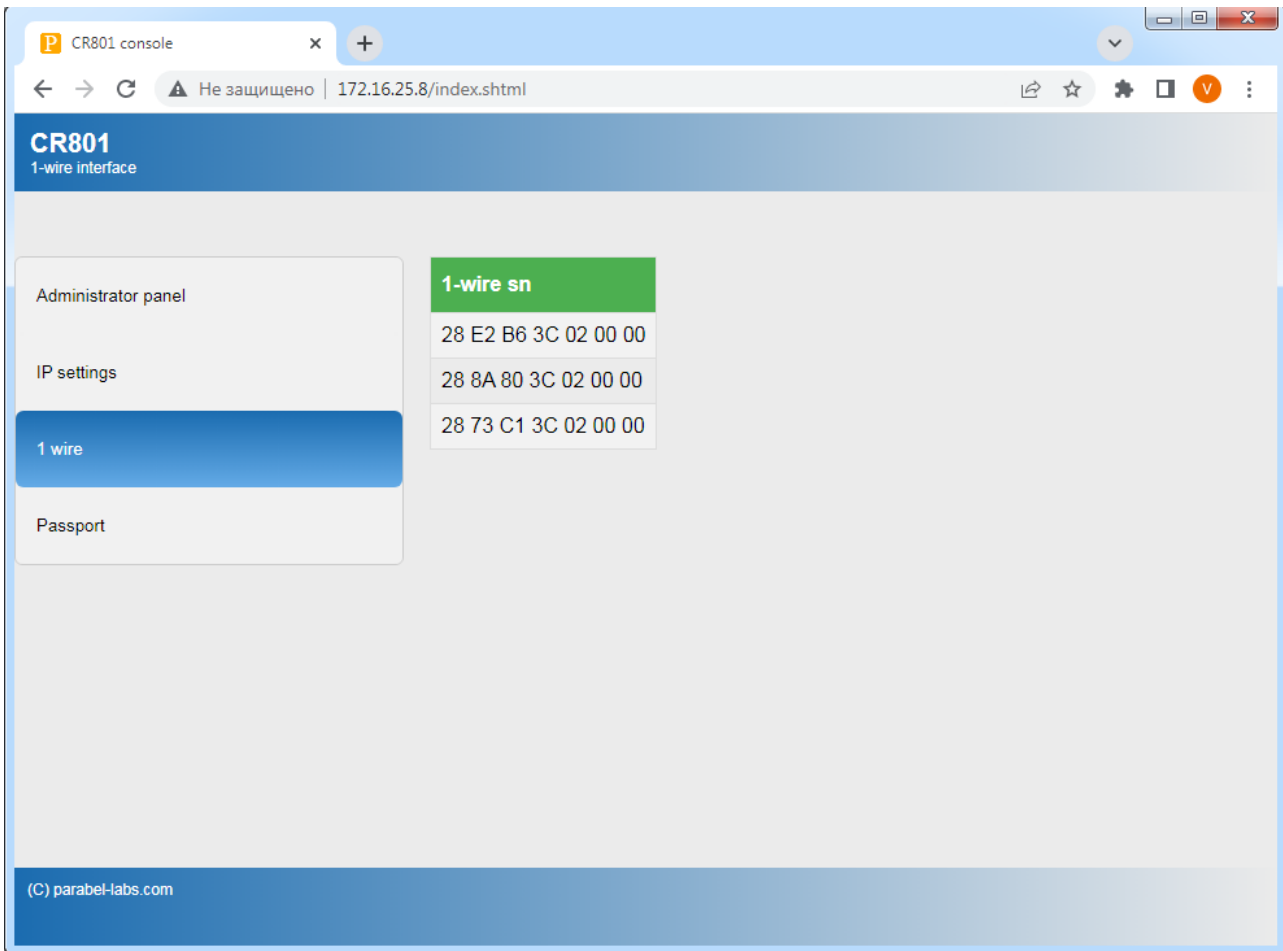 CR801 console
Не защищено | 172.16.25.8/index.shtml
V
CR801
1-wire interface
Administrator panel
IP settings
1 wire
Passport
1-wire sn
28 E2 B6 3C 02 00 00
28 8A 80 3C 02 00 00
28 73 C1 3C 02 00 00
(C) parabel-labs.com